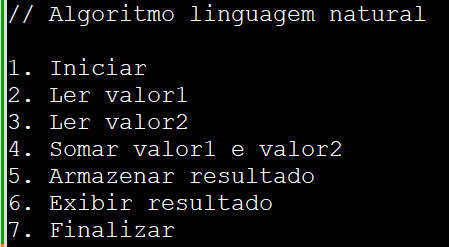 // Algoritmo linguagem natural
1. Iniciar
2. Ler valor1
3. Ler valor2
4. Somar valor1 e valor2
5. Armazenar resultado
6. Exibir resultado
7. Finalizar